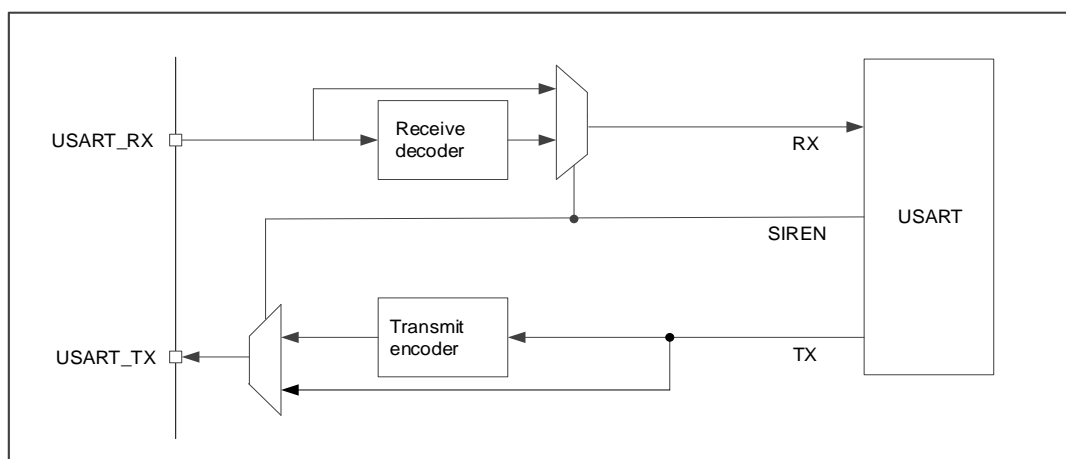 USART_RX
Receive
decoder
RX
USART
SIREN
Transmit
encoder
USART_TX
TX